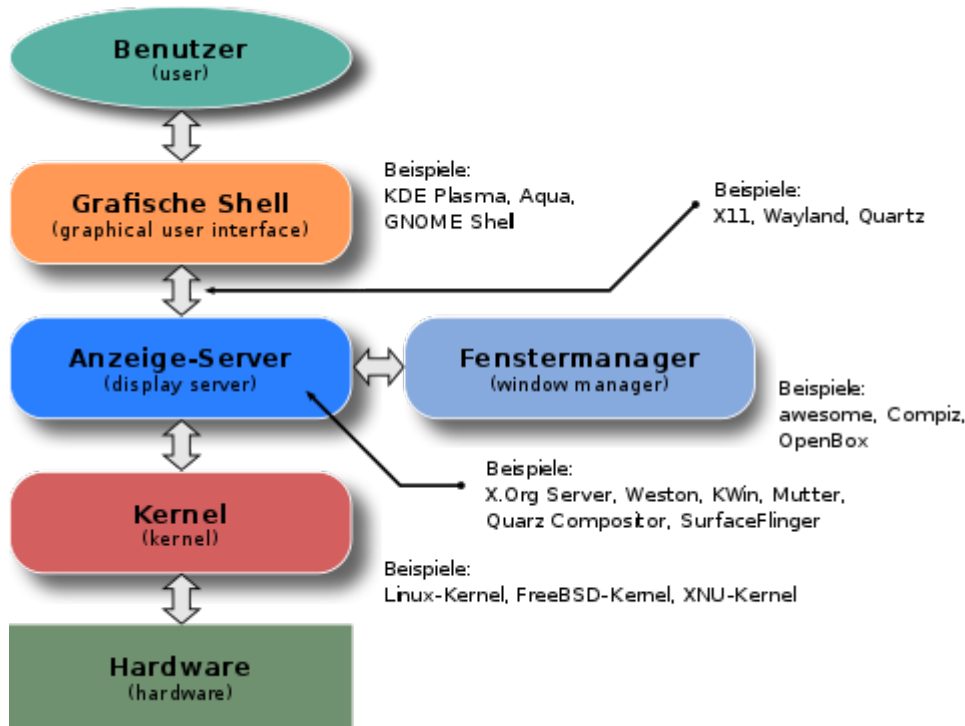 Benutzer
(user)
Grafische Shell
(graphical user interface)
Beispiele:
KDE Plasma, Aqua,
GNOME Shell
Beispiele:
X11, Wayland, Quartz
Anzeige-Server
(display server)
Fenstermanager
(window manager)
Beispiele:
awesome, Compiz,
OpenBox
Beispiele:
X.Org Server, Weston, KWin, Mutter,
Quarz Compositor, SurfaceFlinger
Kernel
(kernel)
Beispiele:
Linux-Kernel, FreeBSD-Kernel, XNU-Kernel
Hardware
(hardware)